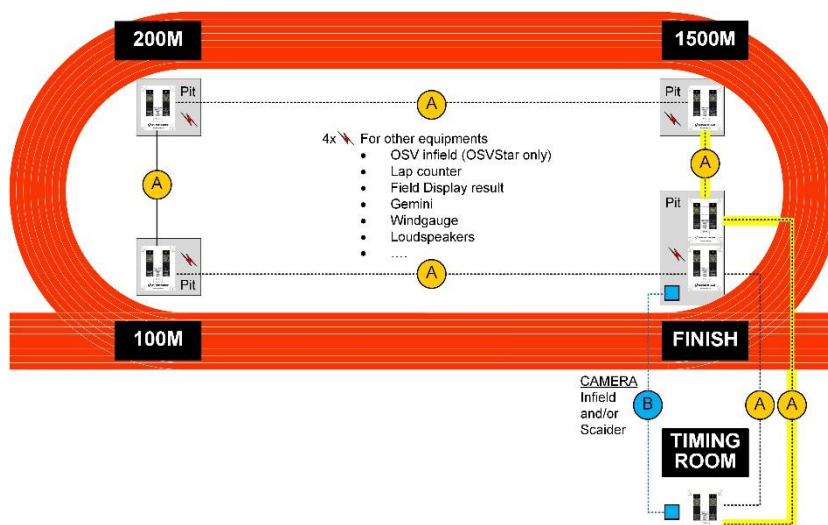 200M
1500M
Pit
Pit
A
4x For other equipments
OSV infield (OSVStar only)
Lap counter
Field Display result
Gemini
Windgauge
Loudspeakers
....
A
A
Pit
Pit
A
100M
FINISH
CAMERA
Infield
and/or
Scaider
B
A
A
TIMING
ROOM